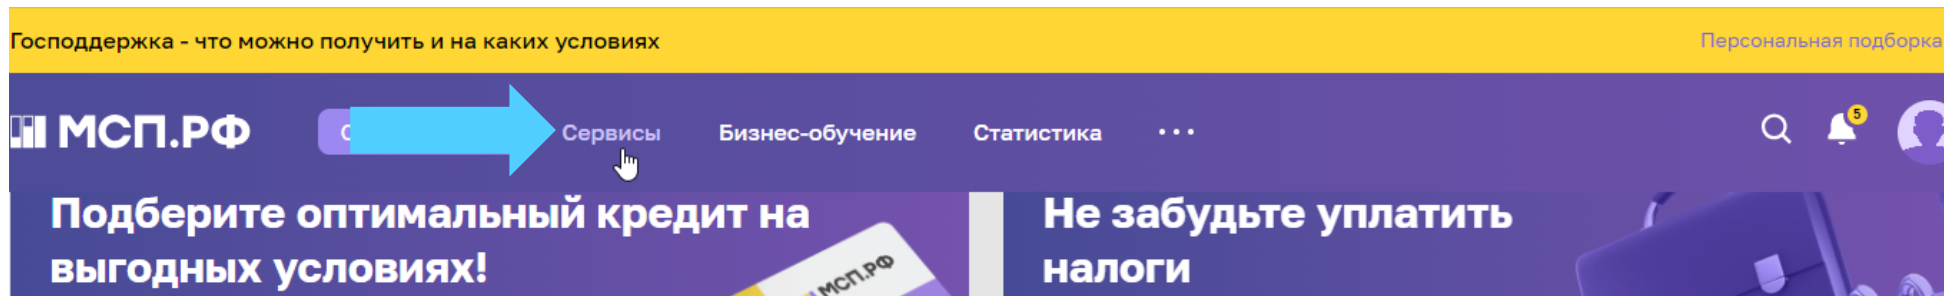 Господдержка - что можно получить и на каких условиях
Персональная подборка
МСП.РФ
Сервисы
Бизнес-обучение
Статистика
5
Подберите оптимальный кредит на
выгодных условиях!
МСП.РФ
Не забудьте уплатить
налоги